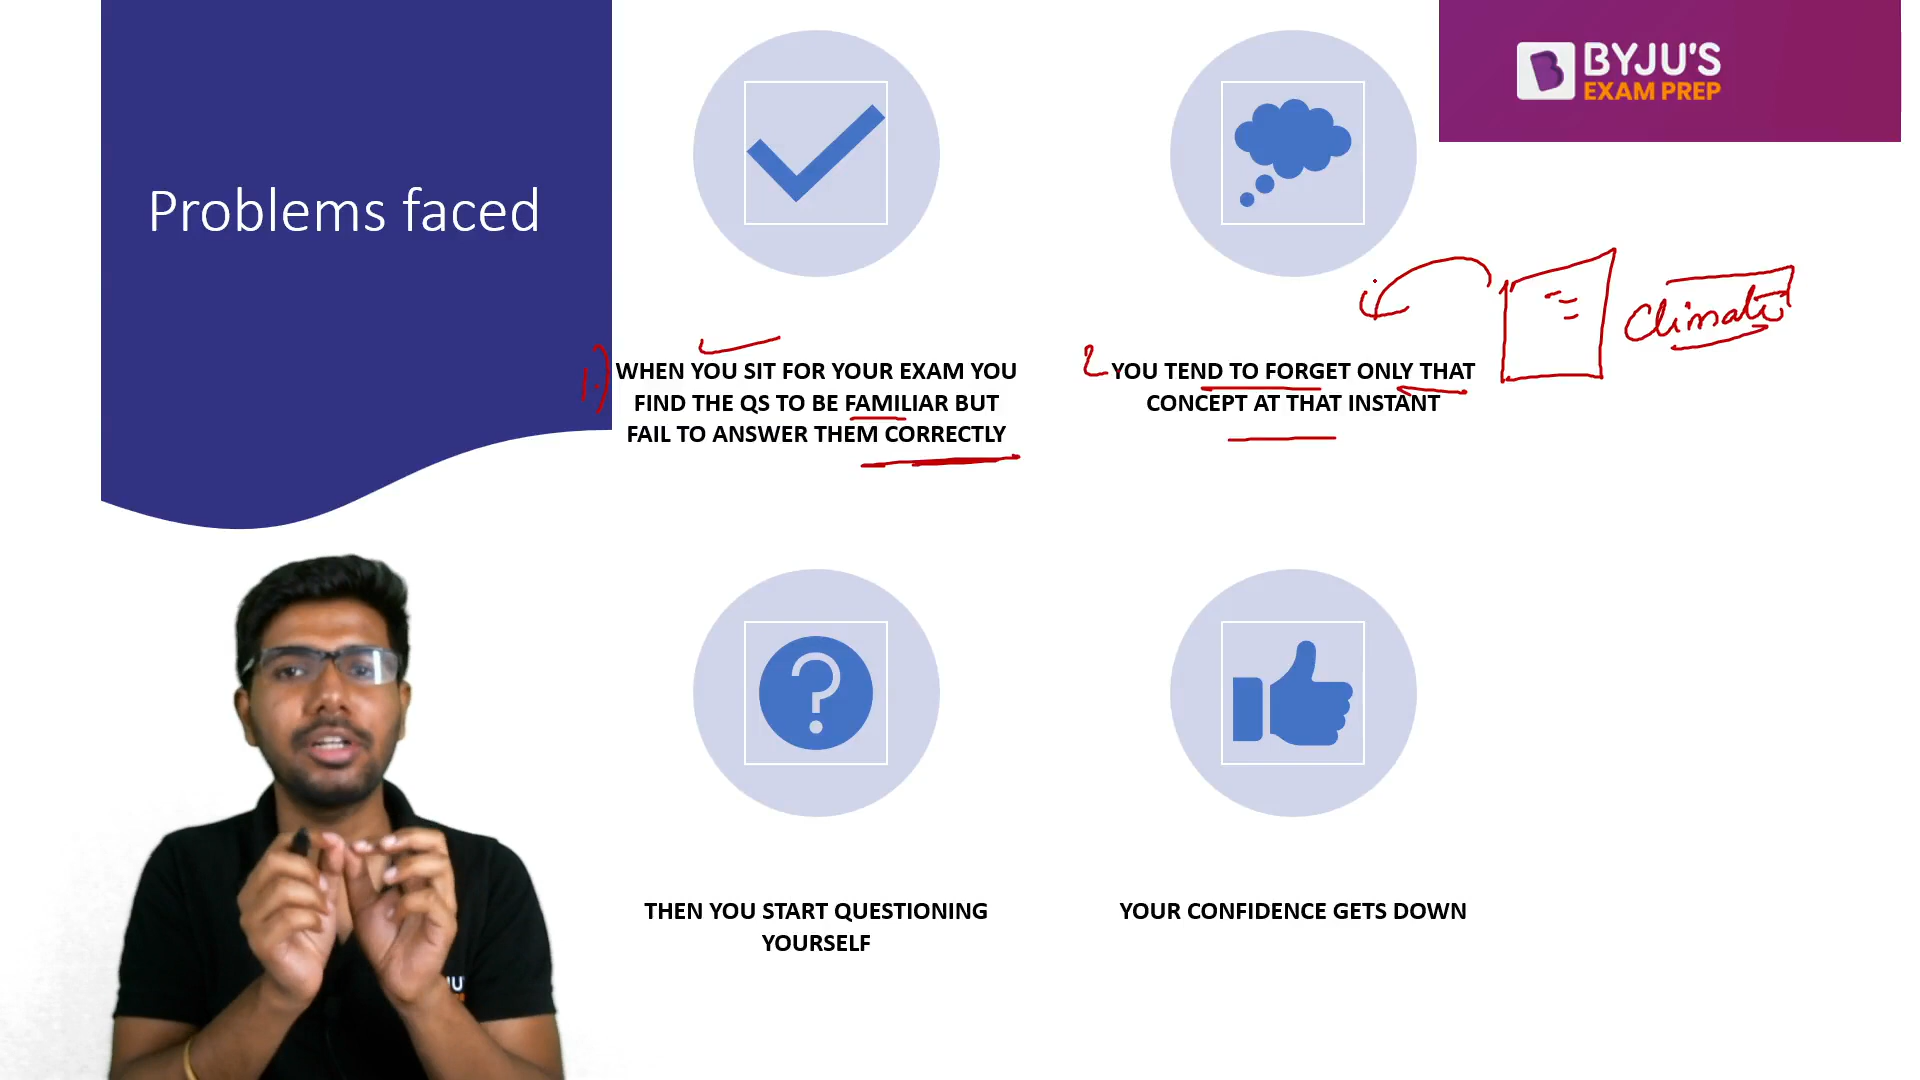 Problems faced
BYJU'S
EXAM PREP
1.)
WHEN YOU SIT FOR YOUR EXAM YOU
FIND THE QS TO BE FAMILIAR BUT
FAIL TO ANSWER THEM CORRECTLY
2
YOU TEND TO FORGET ONLY THAT
CONCEPT AT THAT INSTANT
THEN YOU START QUESTIONING
YOURSELF
YOUR CONFIDENCE GETS DOWN